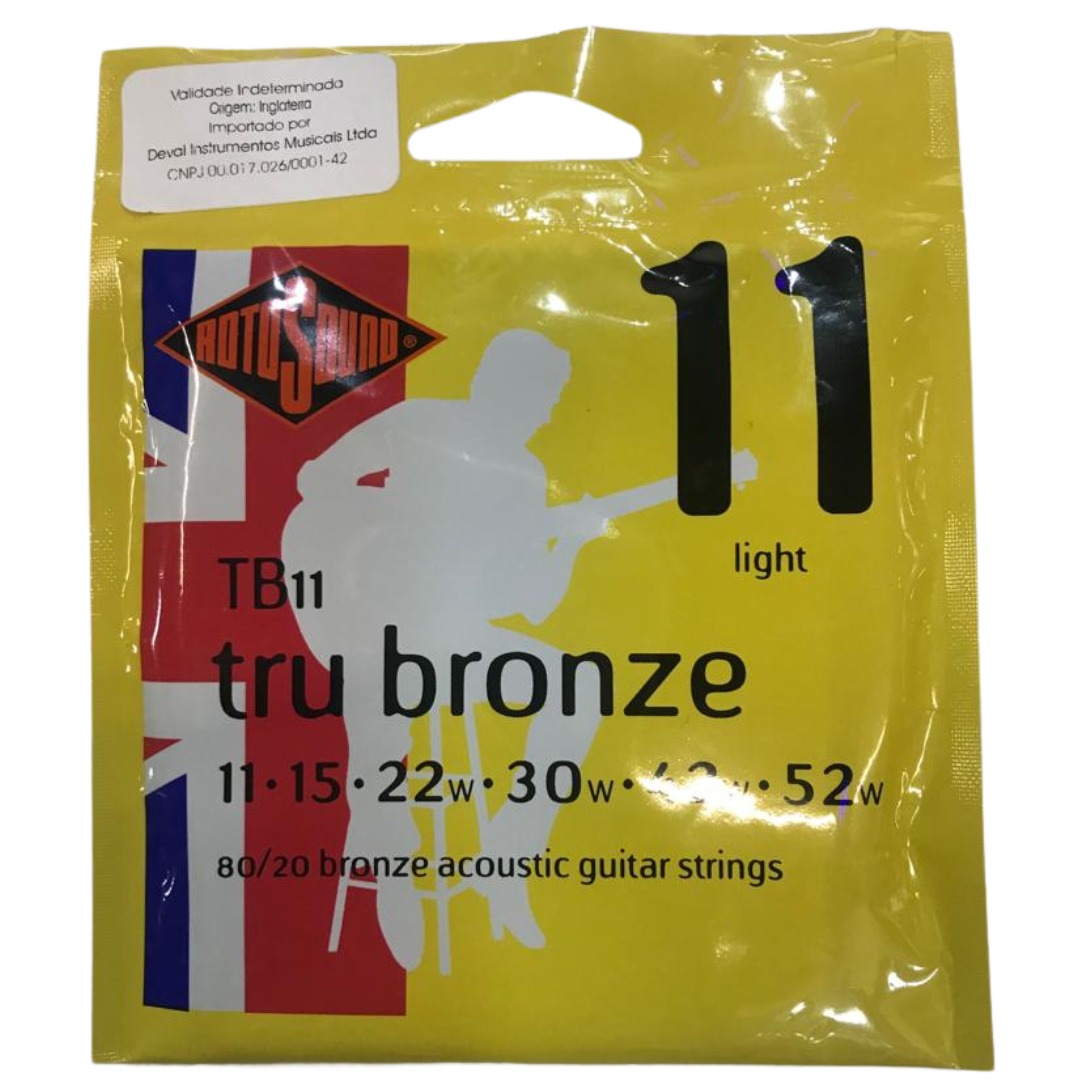 Validade Indeterminada
Origem: Inglaterra
Importado por
Deval Instrumentos Musicais Ltda
CNPJ 00.017.026/0001-42
11
ROTOSOUND®
light
TB11
tru bronze
11·15·22w·30w· ·52w
80/20 bronze acoustic guitar strings